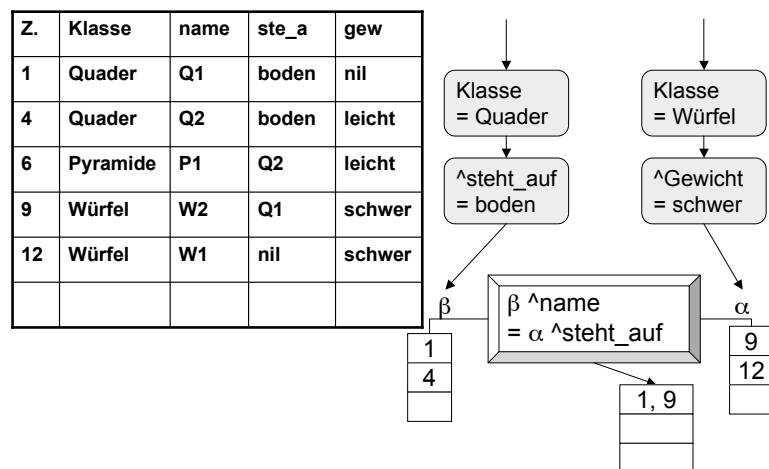 Z. Klasse name ste_a gew
1 Quader Q1 boden nil
4 Quader Q2 boden leicht
6 Pyramide P1 Q2 leicht
9 Würfel W2 Q1 schwer
12 Würfel W1 nil schwer
Klasse
= Quader
^steht_auf
= boden
Klasse
= Würfel
^Gewicht
= schwer
β
β ^name
= α ^steht_auf
α
1
4
9
12
1, 9